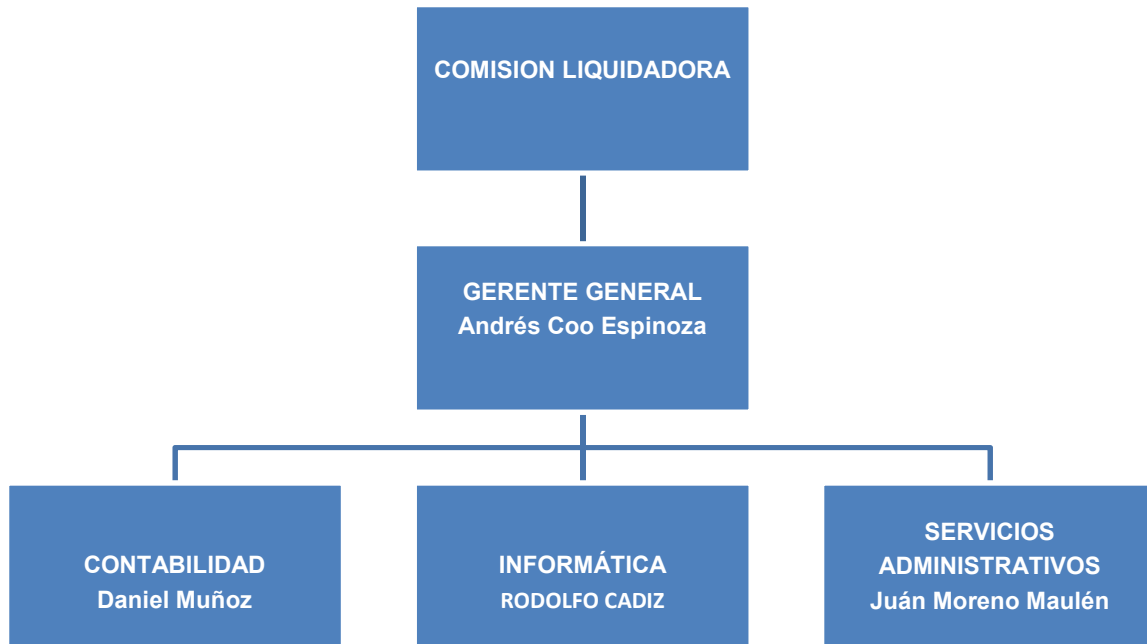 COMISION LIQUIDADORA
GERENTE GENERAL
Andrés Coo Espinoza
CONTABILIDAD
Daniel Muñoz
INFORMÁTICA
RODOLFO CADIZ
SERVICIOS
ADMINISTRATIVOS
Juán Moreno Maulén